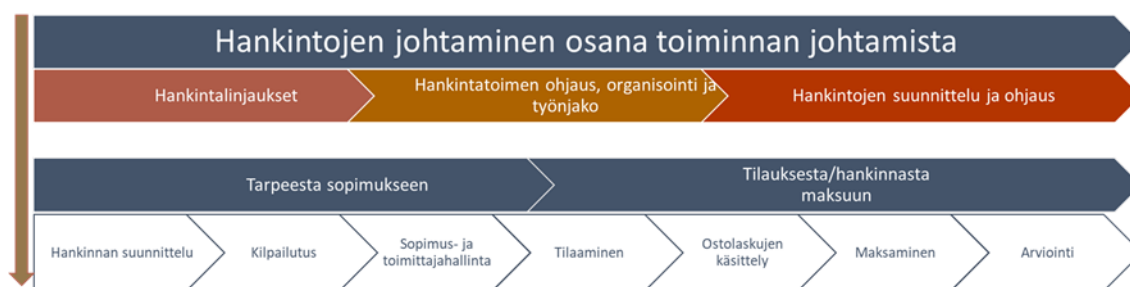 Hankintojen johtaminen osana toiminnan johtamista
Hankintalinjaukset
Hankintatoimen ohjaus, organisointi ja
työnjako
Hankintojen suunnittelu ja ohjaus
Tarpeesta sopimukseen
Tilauksesta/hankinnasta
maksuun
Hankinnan suunnittelu
Kilpailutus
Sopimus- ja
toimittajahallinta
Tilaaminen
Ostolaskujen
käsittely
Maksaminen
Arviointi